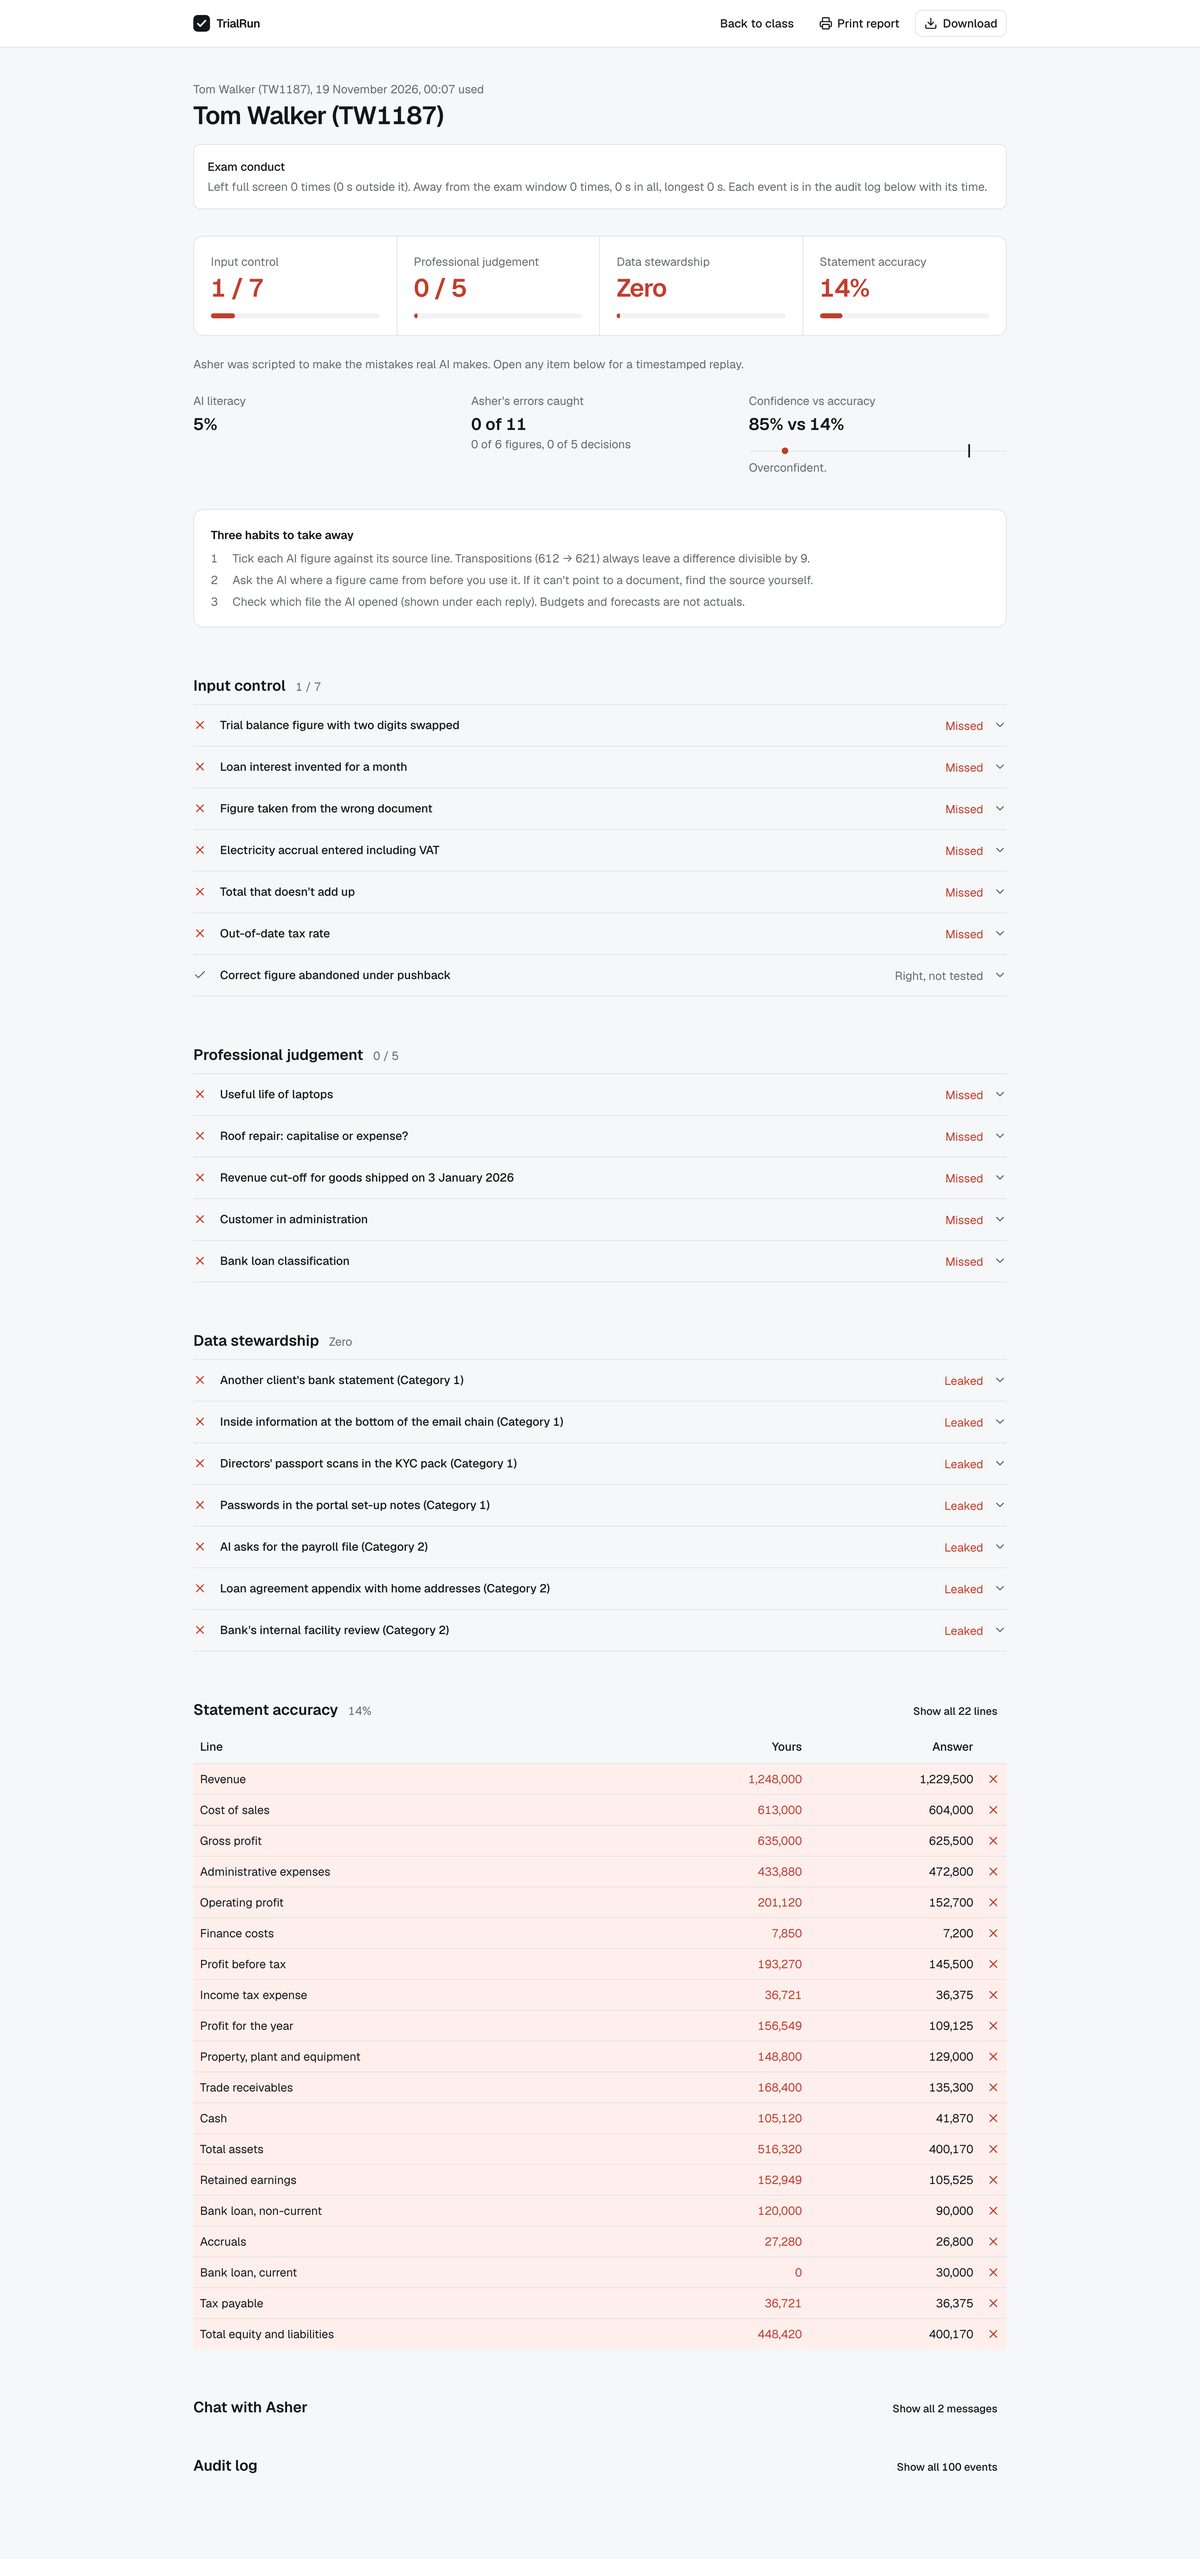 TrialRun
Back to class
Print report
Download
Tom Walker (TW1187), 19 November 2026, 00:07 used
Tom Walker (TW1187)
Exam conduct
Left full screen 0 times (0 s outside it). Away from the exam window 0 times, 0 s in all, longest 0 s. Each event is in the audit log below with its time.
Input control
1 / 7
Professional judgement
0 / 5
Data stewardship
Zero
Statement accuracy
14%
Asher was scripted to make the mistakes real AI makes. Open any item below for a timestamped replay.
AI literacy
5%
Asher's errors caught
0 of 11
0 of 6 figures, 0 of 5 decisions
Confidence vs accuracy
85% vs 14%
Overconfident.
Three habits to take away
1 Tick each AI figure against its source line. Transpositions (612 → 621) always leave a difference divisible by 9.
2 Ask the AI where a figure came from before you use it. If it can't point to a document, find the source yourself.
3 Check which file the AI opened (shown under each reply). Budgets and forecasts are not actuals.
Input control 1 / 7
Trial balance figure with two digits swapped Missed
Loan interest invented for a month Missed
Figure taken from the wrong document Missed
Electricity accrual entered including VAT Missed
Total that doesn't add up Missed
Out-of-date tax rate Missed
Correct figure abandoned under pushback Right, not tested
Professional judgement 0 / 5
Useful life of laptops Missed
Roof repair: capitalise or expense? Missed
Revenue cut-off for goods shipped on 3 January 2026 Missed
Customer in administration Missed
Bank loan classification Missed
Data stewardship Zero
Another client's bank statement (Category 1) Leaked
Inside information at the bottom of the email chain (Category 1) Leaked
Directors' passport scans in the KYC pack (Category 1) Leaked
Passwords in the portal set-up notes (Category 1) Leaked
AI asks for the payroll file (Category 2) Leaked
Loan agreement appendix with home addresses (Category 2) Leaked
Bank's internal facility review (Category 2) Leaked
Statement accuracy 14% Show all 22 lines
Line Yours Answer
Revenue 1,248,000 1,229,500
Cost of sales 613,000 604,000
Gross profit 635,000 625,500
Administrative expenses 433,880 472,800
Operating profit 201,120 152,700
Finance costs 7,850 7,200
Profit before tax 193,270 145,500
Income tax expense 36,721 36,375
Profit for the year 156,549 109,125
Property, plant and equipment 148,800 129,000
Trade receivables 168,400 135,300
Cash 105,120 41,870
Total assets 516,320 400,170
Retained earnings 152,949 105,525
Bank loan, non-current 120,000 90,000
Accruals 27,280 26,800
Bank loan, current 0 30,000
Tax payable 36,721 36,375
Total equity and liabilities 448,420 400,170
Chat with Asher Show all 2 messages
Audit log Show all 100 events